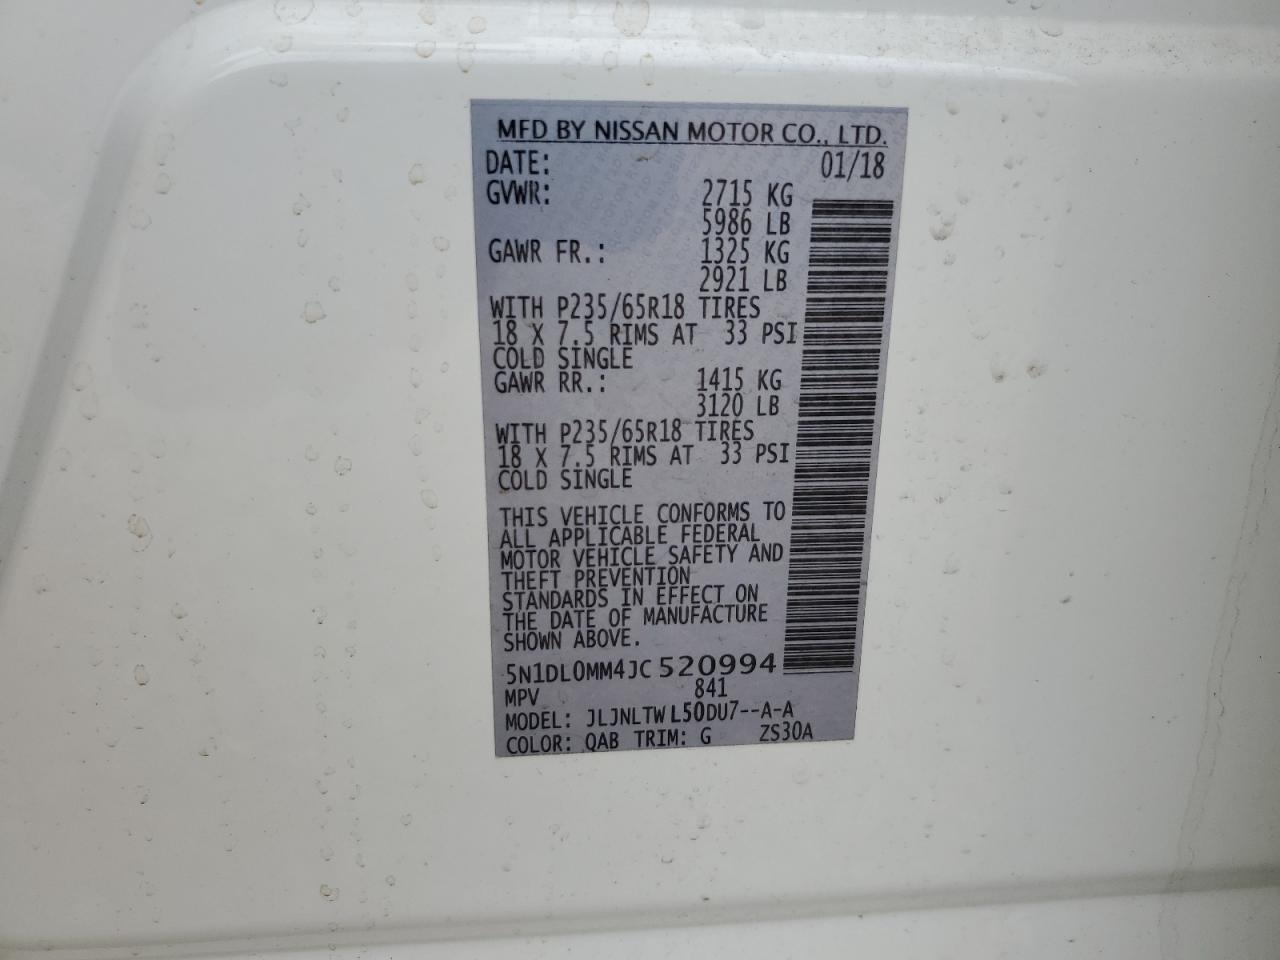 MFD BY NISSAN MOTOR CO., LTD.
DATE: 01/18
GVWR: 2715 KG
5986 LB
GAWR FR.: 1325 KG
2921 LB
WITH P235/65R18 TIRES
18 X 7.5 RIMS AT 33 PSI
COLD SINGLE
GAWR RR.: 1415 KG
3120 LB
WITH P235/65R18 TIRES
18 X 7.5 RIMS AT 33 PSI
COLD SINGLE
THIS VEHICLE CONFORMS TO
ALL APPLICABLE FEDERAL
MOTOR VEHICLE SAFETY AND
THEFT PREVENTION
STANDARDS IN EFFECT ON
THE DATE OF MANUFACTURE
SHOWN ABOVE.
5N1DL0MM4JC520994
MPV 841
MODEL: JLJNLTWL50DU7--A-A
COLOR: QAB TRIM: G ZS30A